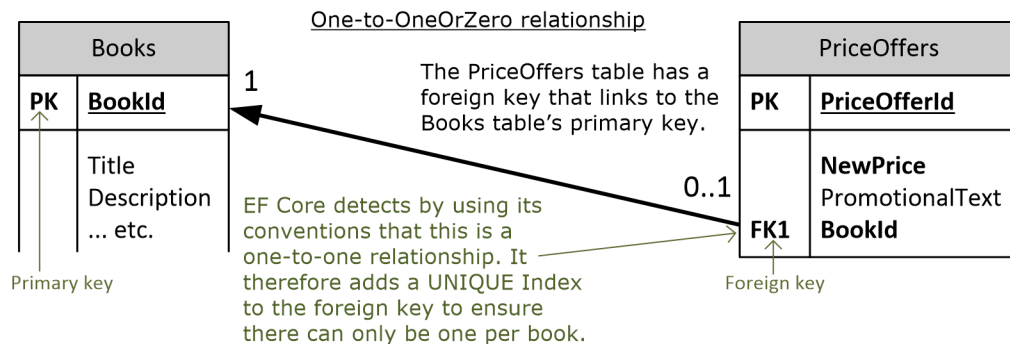 One-to-OneOrZero relationship
Books
PK
BookId
Title
Description
... etc.
Primary key
1
The PriceOffers table has a
foreign key that links to the
Books table's primary key.
0..1
EF Core detects by using its
conventions that this is a
one-to-one relationship. It
therefore adds a UNIQUE Index
to the foreign key to ensure
there can only be one per book.
PriceOffers
PK
PriceOfferId
NewPrice
PromotionalText
FK1
BookId
Foreign key